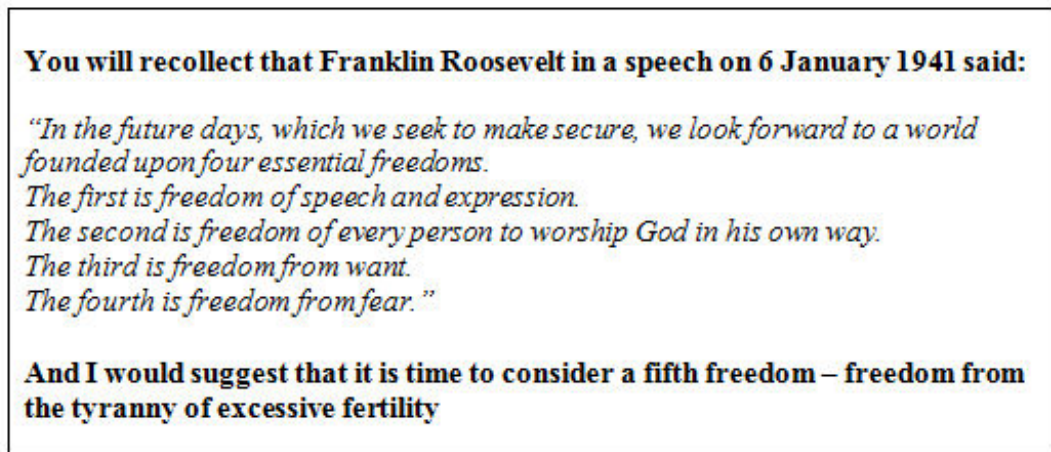 You will recollect that Franklin Roosevelt in a speech on 6 January 1941 said:
“In the future days, which we seek to make secure, we look forward to a world
founded upon four essential freedoms.
The first is freedom of speech and expression.
The second is freedom of every person to worship God in his own way.
The third is freedom from want.
The fourth is freedom from fear.”
And I would suggest that it is time to consider a fifth freedom – freedom from
the tyranny of excessive fertility